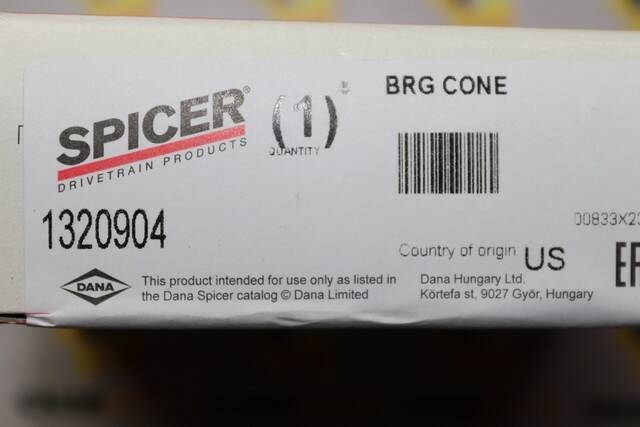 SPICER®
DRIVETRAIN PRODUCTS
(1)
QUANTITY
BRG CONE
1320904
00833X23
Country of origin US
DANA
This product intended for use only as listed in
the Dana Spicer catalog © Dana Limited
Dana Hungary Ltd.
Körtefa st, 9027 Győr, Hungary